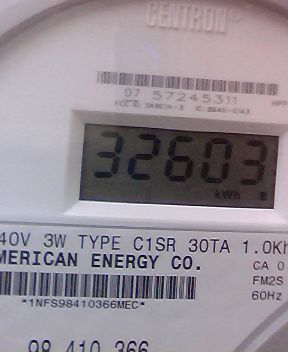 CENTRON®
07 57245311
32603
kWh
40V 3W TYPE C1SR 30TA 1.0Kh
MERICAN ENERGY CO.
CA 0
FM2S
*1NFS98410366MEC*
60Hz
98 410 366